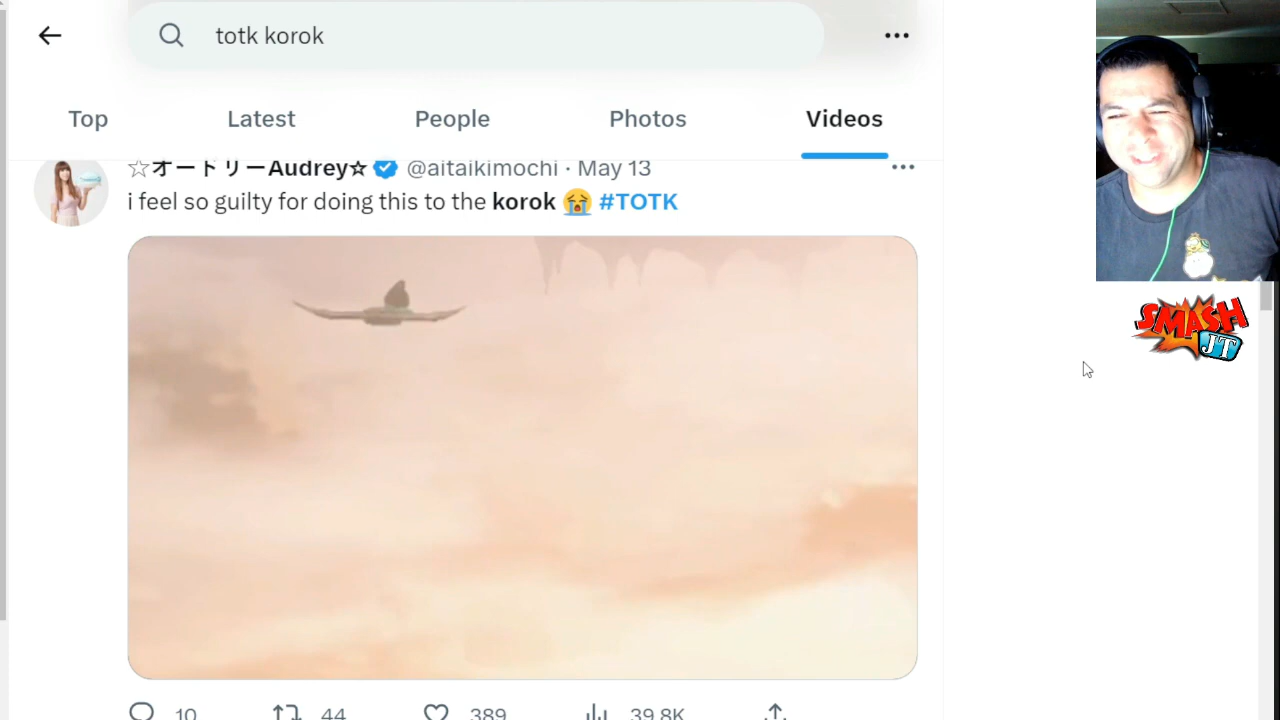 totk korok
Top Latest People Photos Videos
☆オードリーAudrey☆ @aitaikimochi · May 13
i feel so guilty for doing this to the korok 😭 #TOTK
SMASH
JT
10 44 389 39.8K